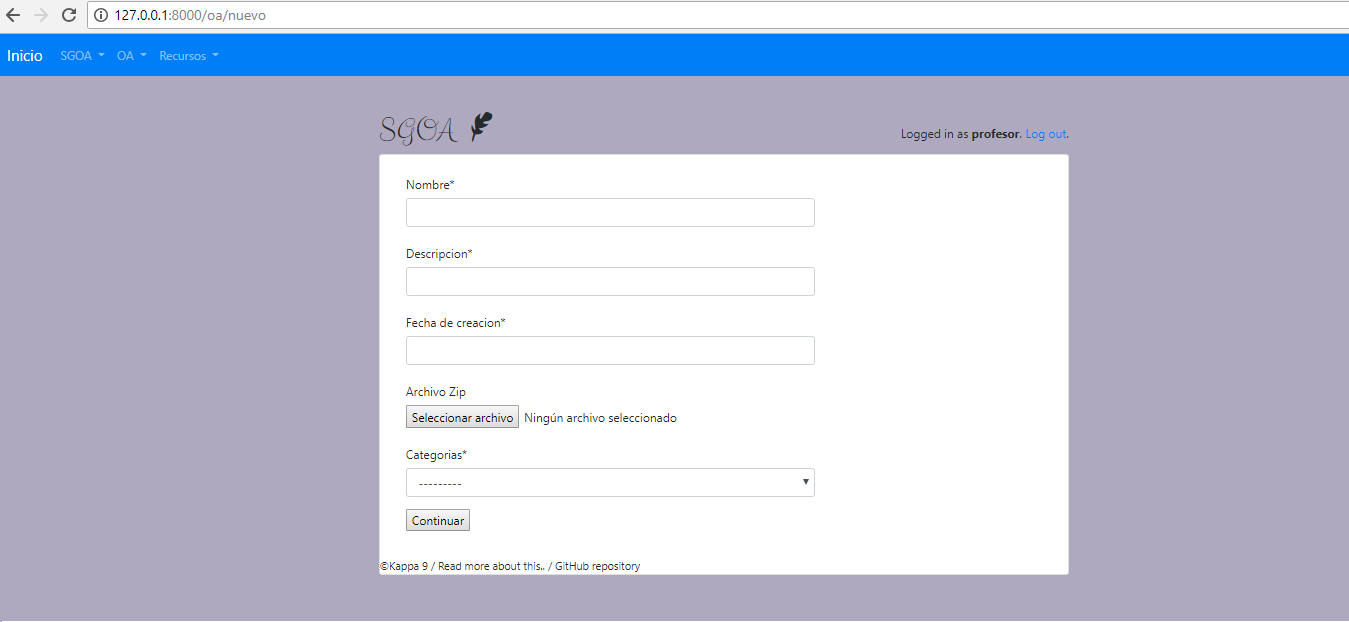 127.0.0.1:8000/oa/nuevo
Inicio SGOA OA Recursos
SGOA
Logged in as profesor. Log out.
Nombre*
Descripcion*
Fecha de creacion*
Archivo Zip
Seleccionar archivo Ningún archivo seleccionado
Categorias*
---------
Continuar
©Kappa 9 / Read more about this.. / GitHub repository